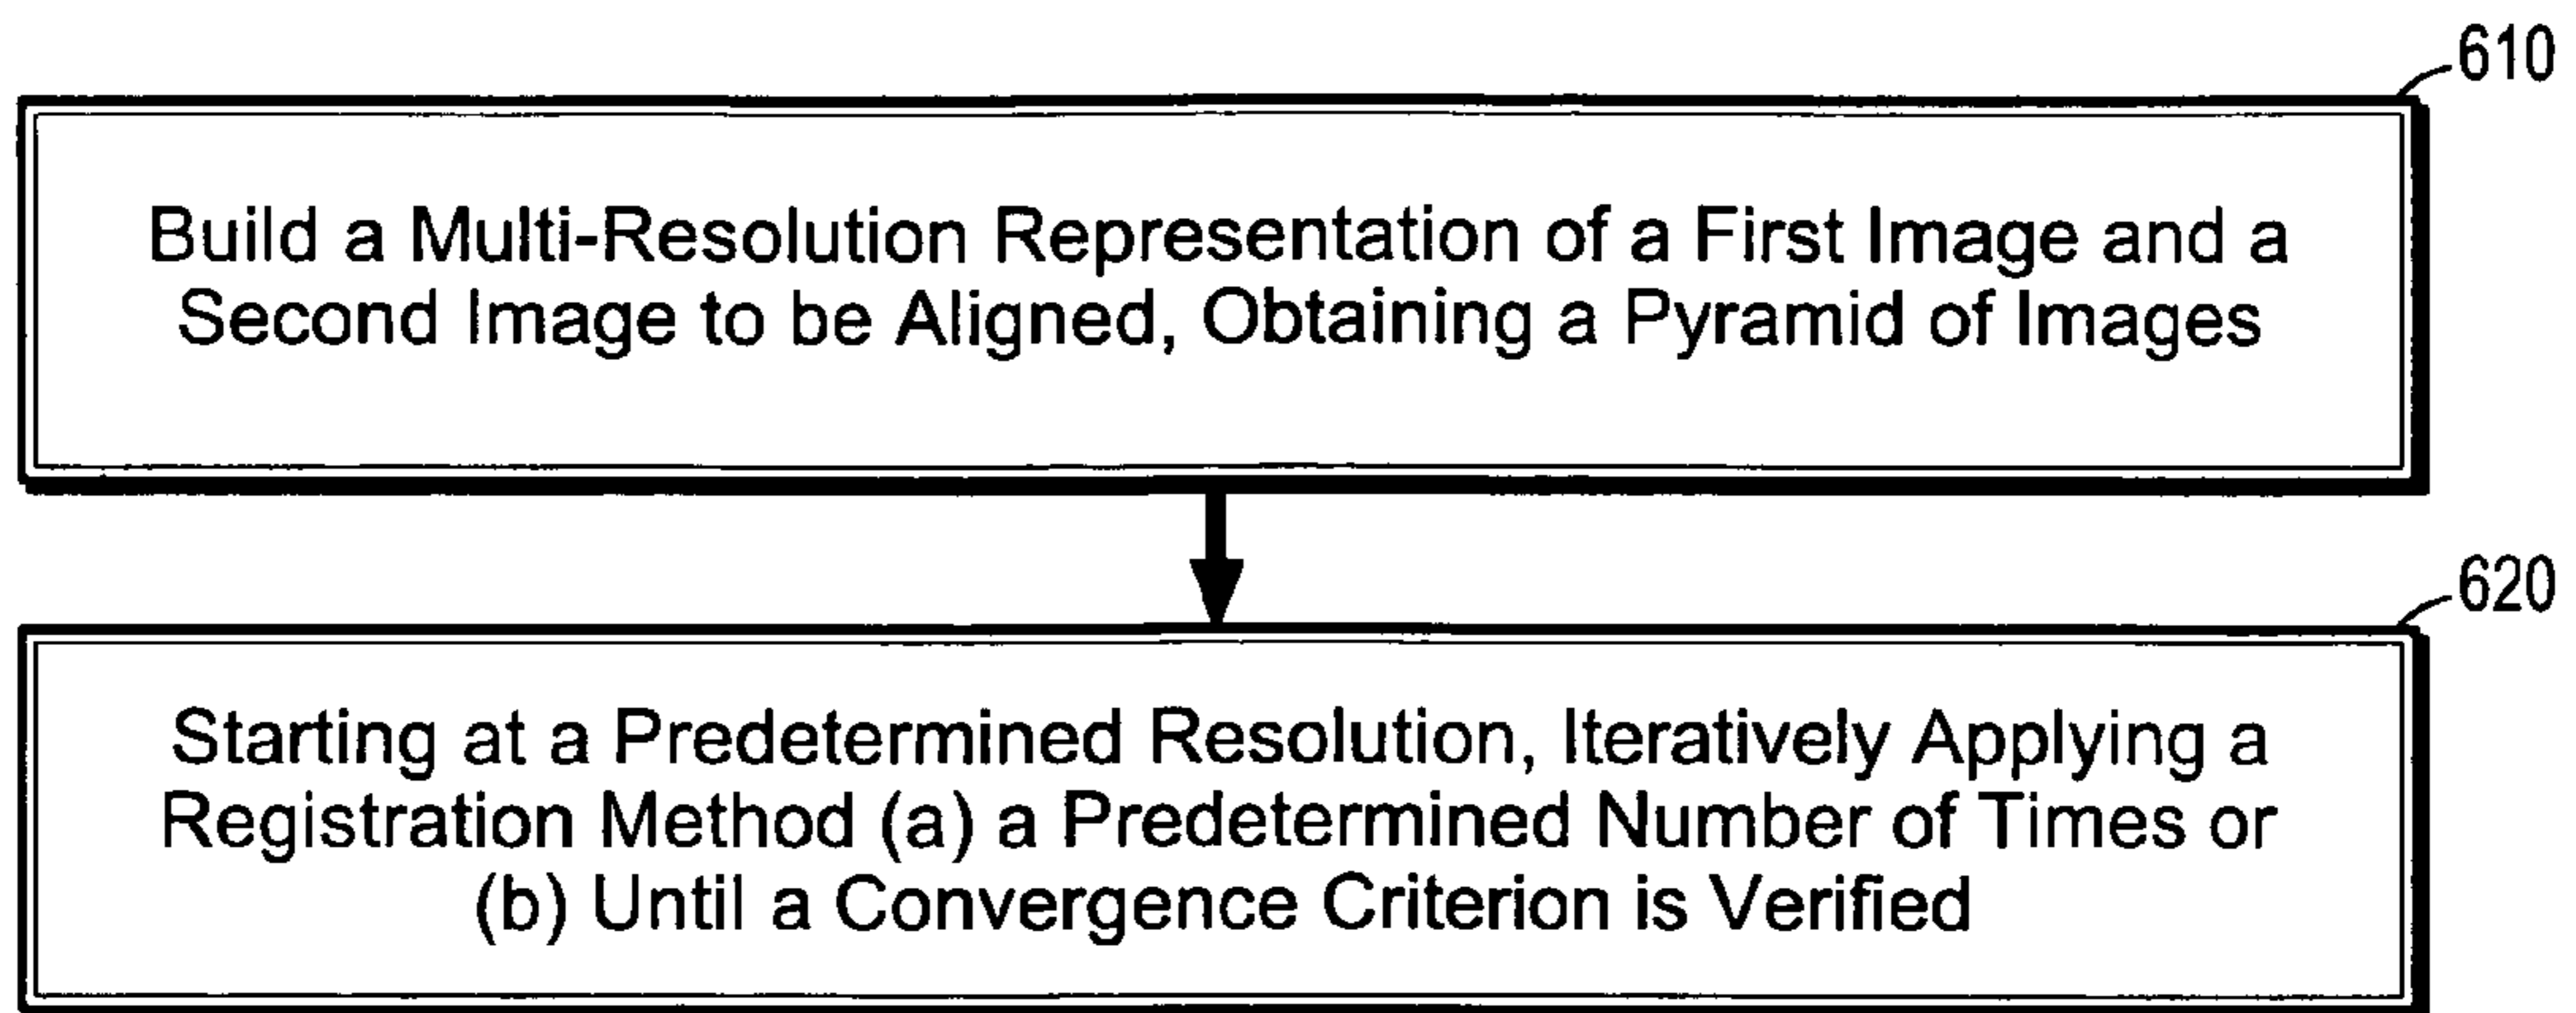 610
Build a Multi-Resolution Representation of a First Image and a
Second Image to be Aligned, Obtaining a Pyramid of Images
620
Starting at a Predetermined Resolution, Iteratively Applying a
Registration Method (a) a Predetermined Number of Times or
(b) Until a Convergence Criterion is Verified